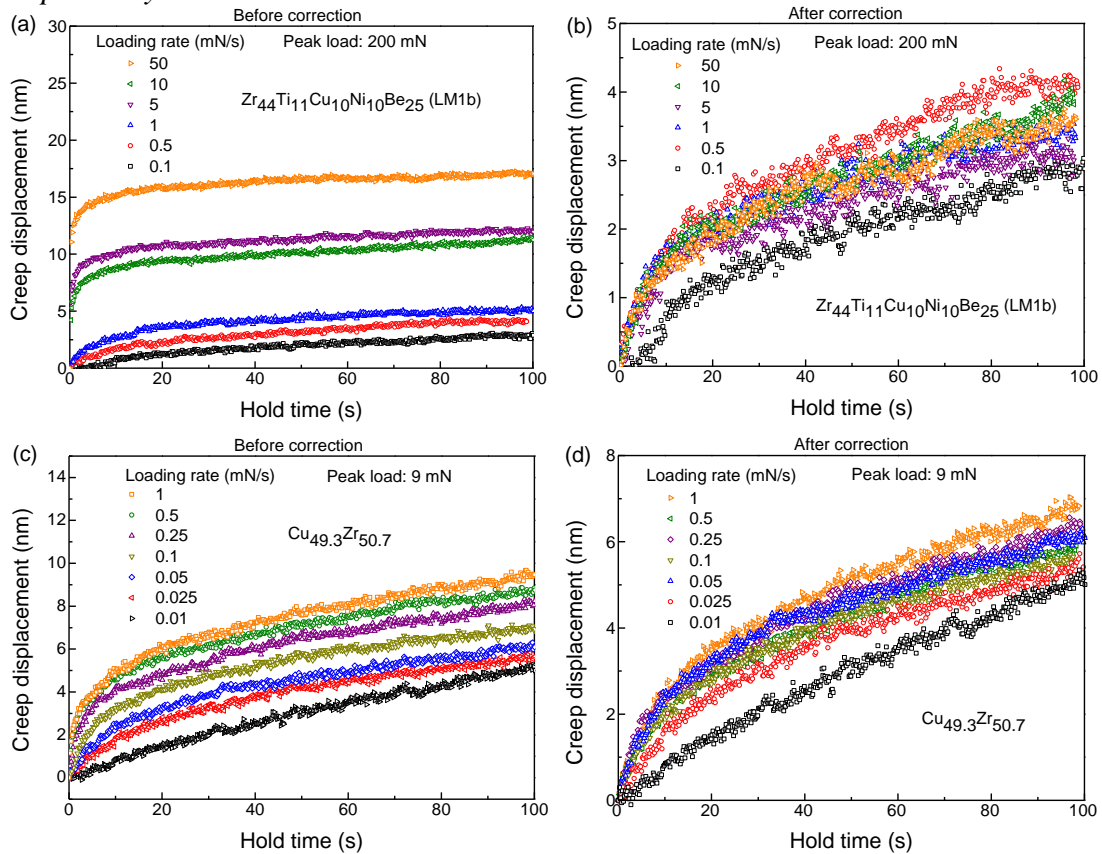 (a)
Before correction
Loading rate (mN/s)
Peak load: 200 mN
50
10
5
1
0.5
0.1
Zr44Ti11Cu10Ni10Be25 (LM1b)
Creep displacement (nm)
30
25
20
15
10
5
0
0 20 40 60 80 100
Hold time (s)
(b)
After correction
Loading rate (mN/s)
Peak load: 200 mN
50
10
5
1
0.5
0.1
Zr44Ti11Cu10Ni10Be25 (LM1b)
Creep displacement (nm)
5
4
3
2
1
0
0 20 40 60 80 100
Hold time (s)
(c)
Before correction
Loading rate (mN/s)
Peak load: 9 mN
1
0.5
0.25
0.1
0.05
0.025
0.01
Cu49.3Zr50.7
Creep displacement (nm)
14
12
10
8
6
4
2
0
0 20 40 60 80 100
Hold time (s)
(d)
After correction
Loading rate (mN/s)
Peak load: 9 mN
1
0.5
0.25
0.1
0.05
0.025
0.01
Cu49.3Zr50.7
Creep displacement (nm)
8
6
4
2
0
0 20 40 60 80 100
Hold time (s)